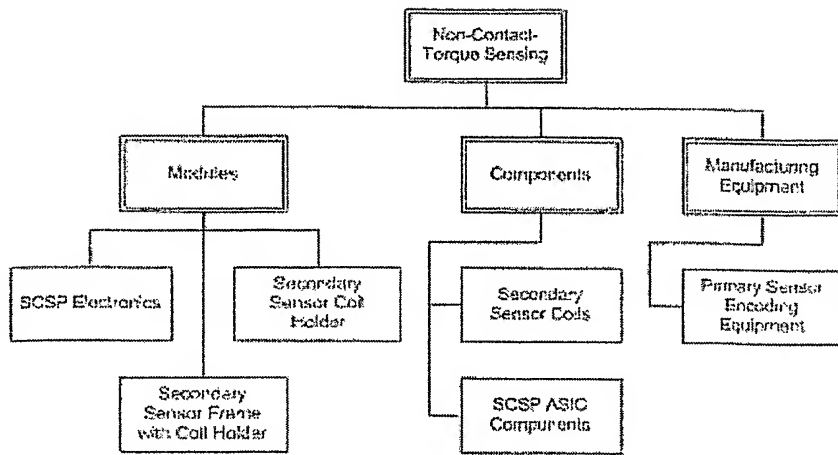 Non-Contact-
Torque Sensing
Modules
Components
Manufacturing
Equipment
SCSP Electronics
Secondary
Sensor Coil
Holder
Secondary
Sensor Coils
Primary Sensor
Encoding
Equipment
Secondary
Sensor Frame
with Coil Holder
SCSP ASIC
Components